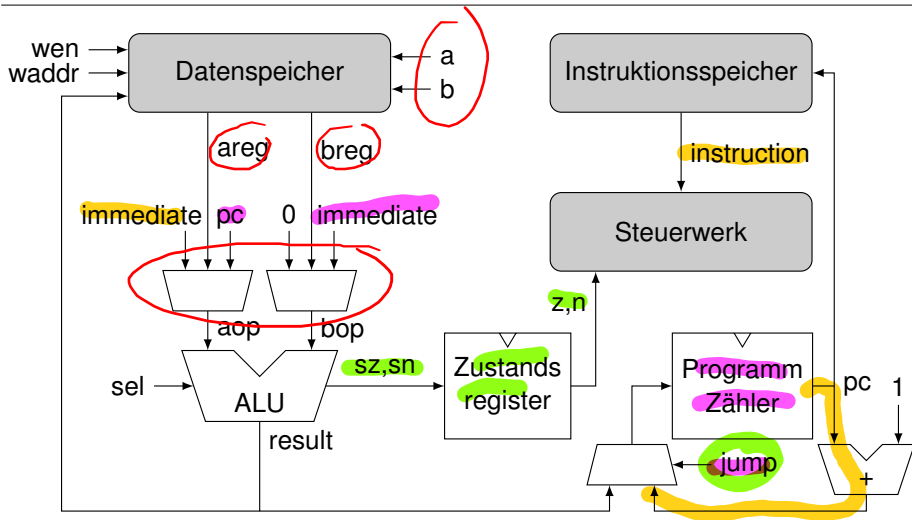 wen
waddr
Datenspeicher
a
b
Instruktionsspeicher
areg
breg
instruction
immediate
pc
0
immediate
Steuerwerk
z,n
aop
bop
sz,sn
Zustands
register
Programm
Zähler
pc
1
sel
ALU
result
jump
+